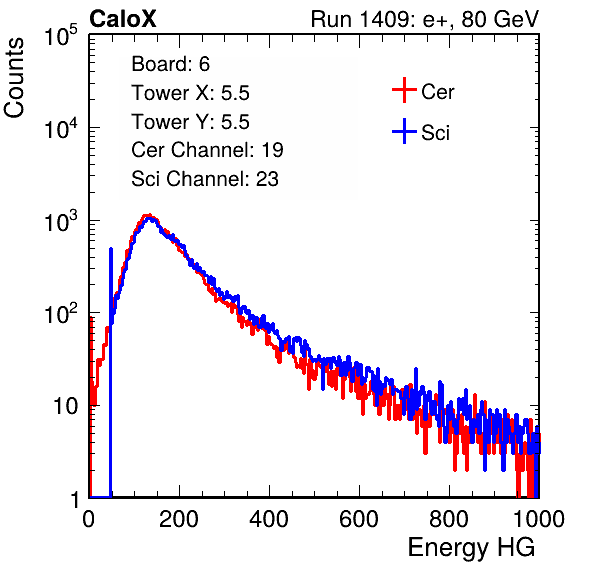 CaloX Run 1409: e+, 80 GeV
Counts
Board: 6
Tower X: 5.5
Tower Y: 5.5
Cer Channel: 19
Sci Channel: 23
Cer
Sci
10^5
10^4
10^3
10^2
10
1
0 200 400 600 800 1000
Energy HG